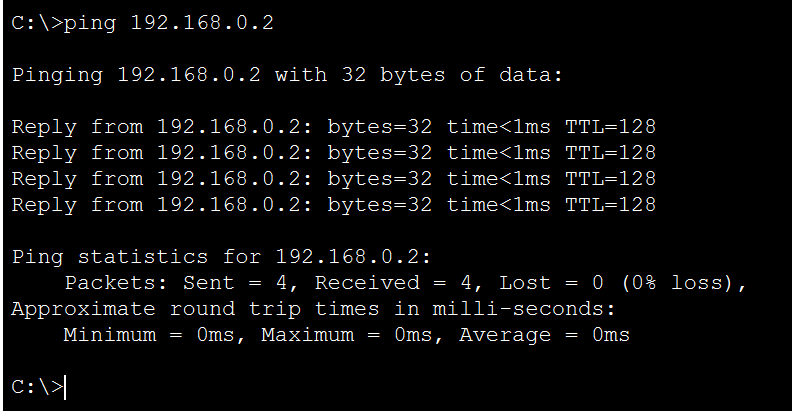 C:\>ping 192.168.0.2
Pinging 192.168.0.2 with 32 bytes of data:
Reply from 192.168.0.2: bytes=32 time<1ms TTL=128
Reply from 192.168.0.2: bytes=32 time<1ms TTL=128
Reply from 192.168.0.2: bytes=32 time<1ms TTL=128
Reply from 192.168.0.2: bytes=32 time<1ms TTL=128
Ping statistics for 192.168.0.2:
    Packets: Sent = 4, Received = 4, Lost = 0 (0% loss),
Approximate round trip times in milli-seconds:
    Minimum = 0ms, Maximum = 0ms, Average = 0ms
C:\>